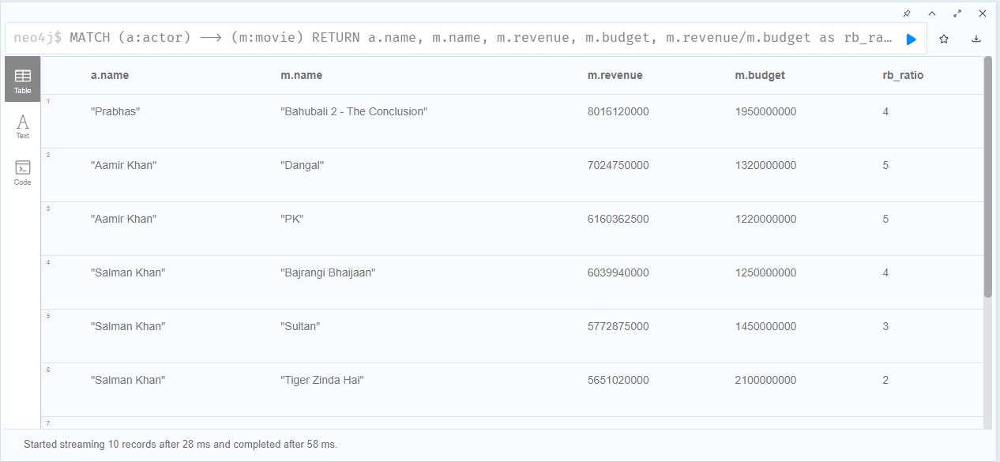 neo4j$ MATCH (a:actor) ⟶ (m:movie) RETURN a.name, m.name, m.revenue, m.budget, m.revenue/m.budget as rb_ra…
Table
Text
Code
a.name m.name m.revenue m.budget rb_ratio
1 "Prabhas" "Bahubali 2 - The Conclusion" 8016120000 1950000000 4
2 "Aamir Khan" "Dangal" 7024750000 1320000000 5
3 "Aamir Khan" "PK" 6160362500 1220000000 5
4 "Salman Khan" "Bajrangi Bhaijaan" 6039940000 1250000000 4
5 "Salman Khan" "Sultan" 5772875000 1450000000 3
6 "Salman Khan" "Tiger Zinda Hai" 5651020000 2100000000 2
7
Started streaming 10 records after 28 ms and completed after 58 ms.